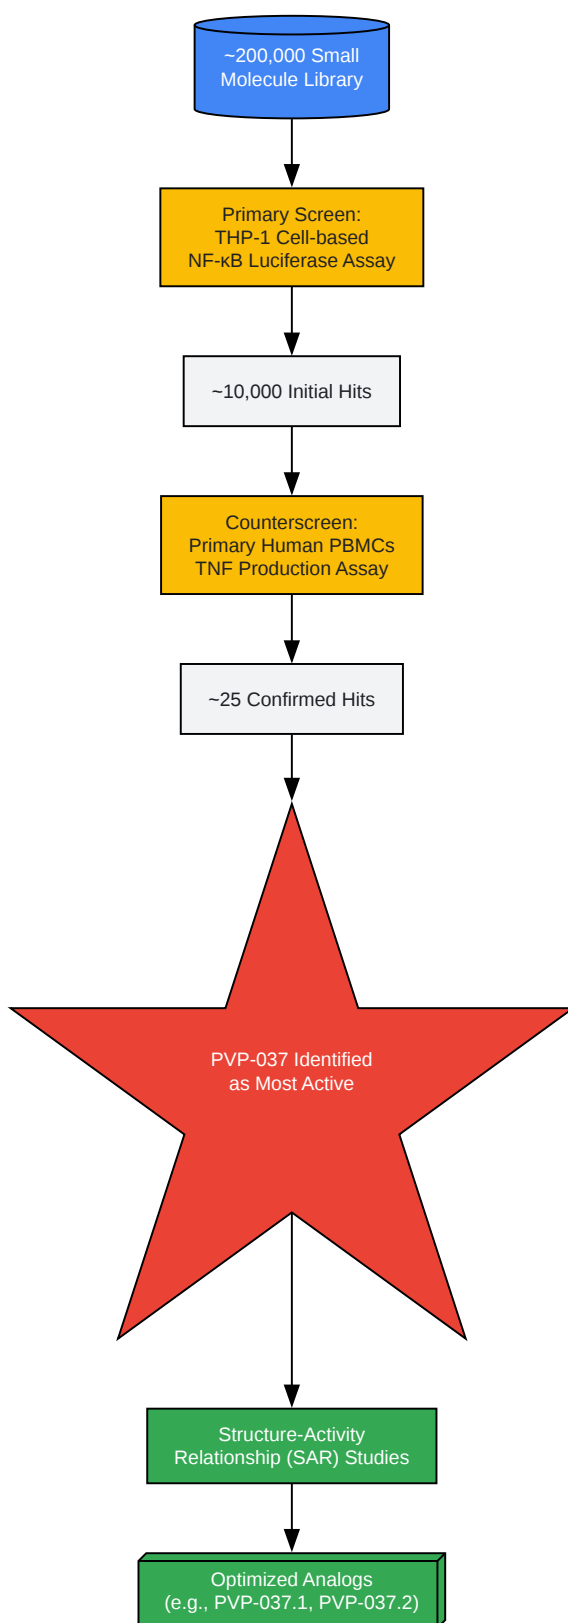 ~200,000 Small
Molecule Library
Primary Screen:
THP-1 Cell-based
NF-κB Luciferase Assay
~10,000 Initial Hits
Counterscreen:
Primary Human PBMCs
TNF Production Assay
~25 Confirmed Hits
PVP-037 Identified
as Most Active
Structure-Activity
Relationship (SAR) Studies
Optimized Analogs
(e.g., PVP-037.1, PVP-037.2)